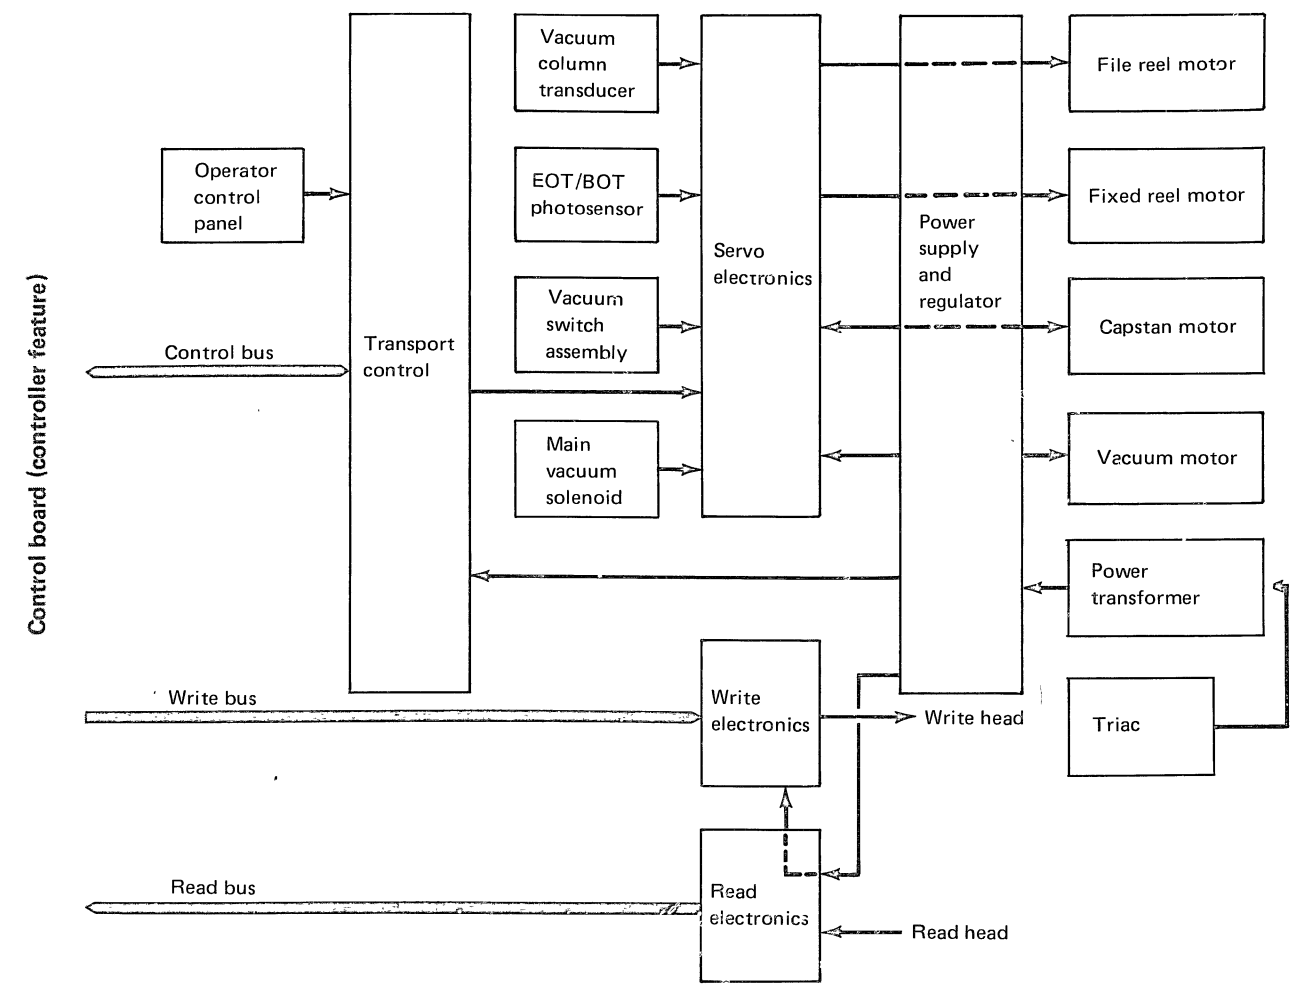 Control board (controller feature)
Operator
control
panel
Control bus
Transport
control
Vacuum
column
transducer
EOT/BOT
photosensor
Vacuum
switch
assembly
Main
vacuum
solenoid
Servo
electronics
Power
supply
and
regulator
File reel motor
Fixed reel motor
Capstan motor
Vacuum motor
Power
transformer
Triac
Write bus
Write
electronics
Write head
Read bus
Read
electronics
Read head